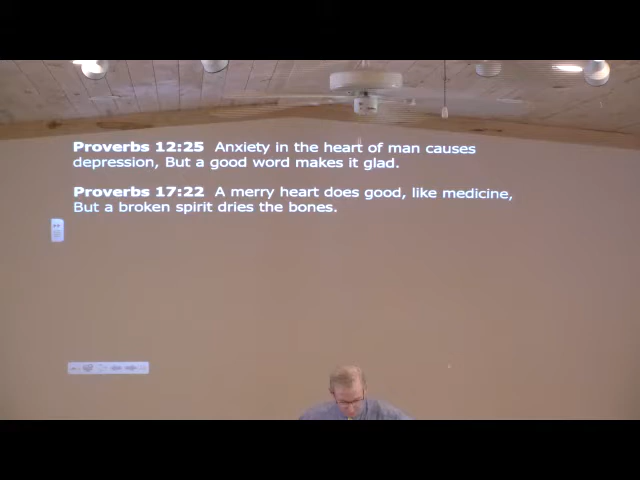 Proverbs 12:25 Anxiety in the heart of man causes
depression, But a good word makes it glad.
Proverbs 17:22 A merry heart does good, like medicine,
But a broken spirit dries the bones.